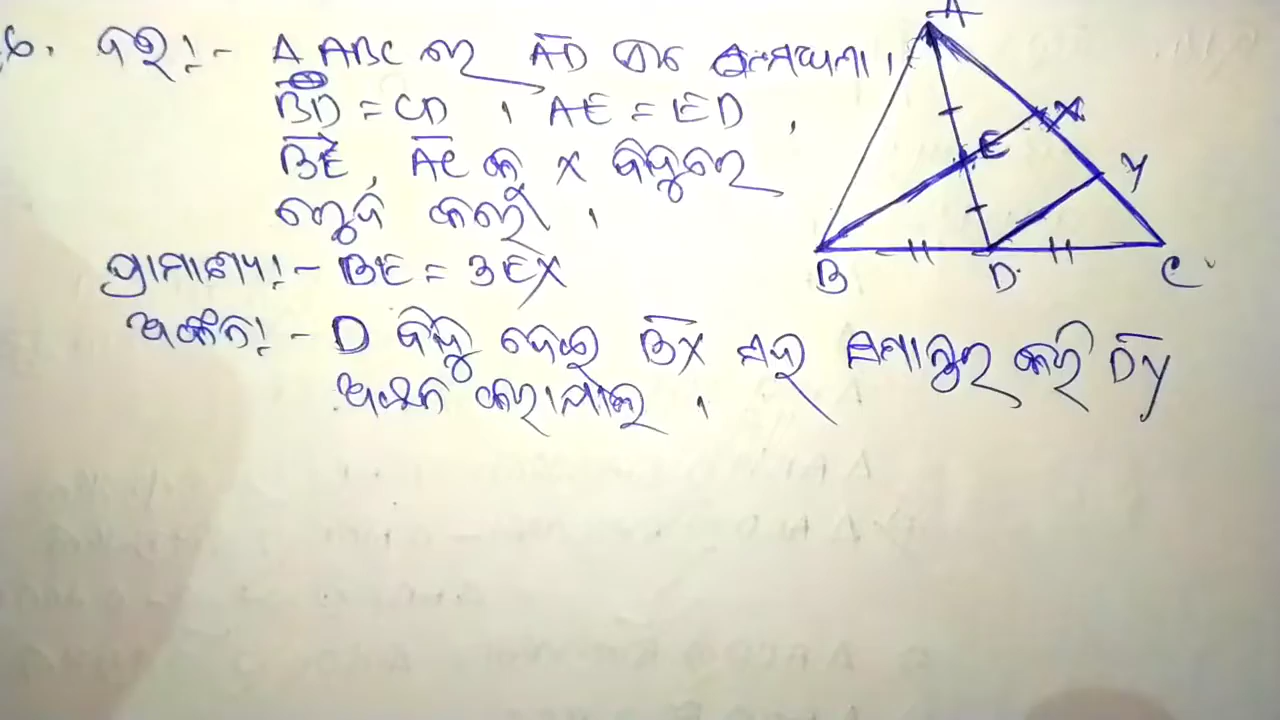 6. ଦତ୍ତ :- Δ ABC ରେ AD ଏକ ମଧ୍ୟମା ।
BD = CD , AE = ED ,
BE, AC କୁ X ବିନ୍ଦୁରେ
ଛେଦ କରେ ।
ପ୍ରାମାଣ୍ୟ :- BE = 3EX
ଅଙ୍କନ :- D ବିନ୍ଦୁ ଦେଇ BX ସହ ସମାନ୍ତର କରି DY
ଅଙ୍କନ କରାଯାଉ ।
A
X
E
Y
B
D
C